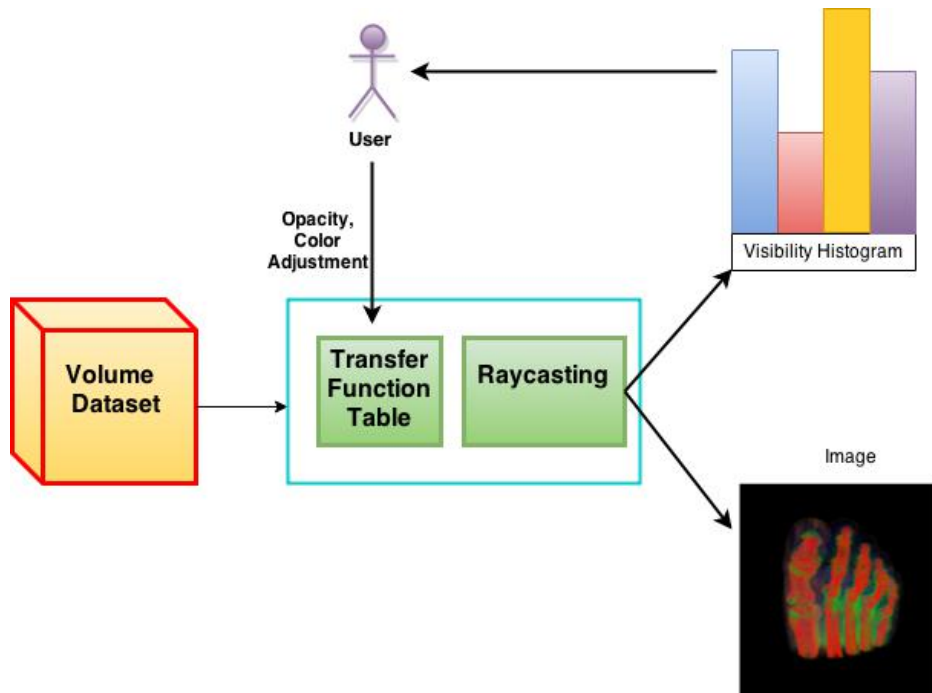 User
Opacity,
Color
Adjustment
Visibility Histogram
Volume
Dataset
Transfer
Function
Table
Raycasting
Image